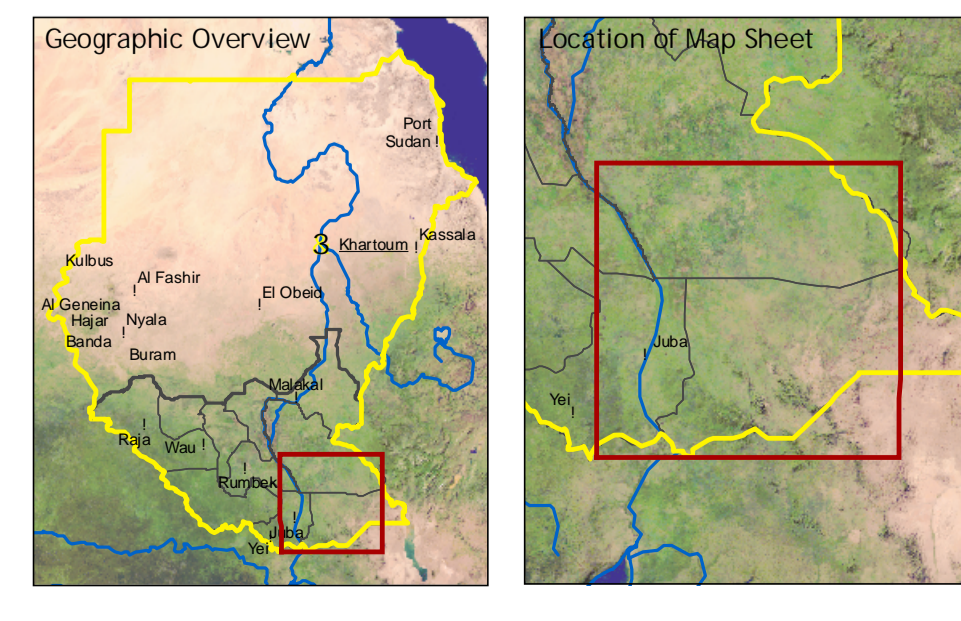 Geographic Overview
Port
Sudan !
3 Khartoum !
Kassala
Kulbus
Al Fashir
!
Al Geneina
El Obeid
!
Hajar
Nyala
!
Banda
Buram
Malakal
!
!
Raja
Wau !
!
Rumbek
!
Juba
Yei !
Location of Map Sheet
Juba
!
Yei
!